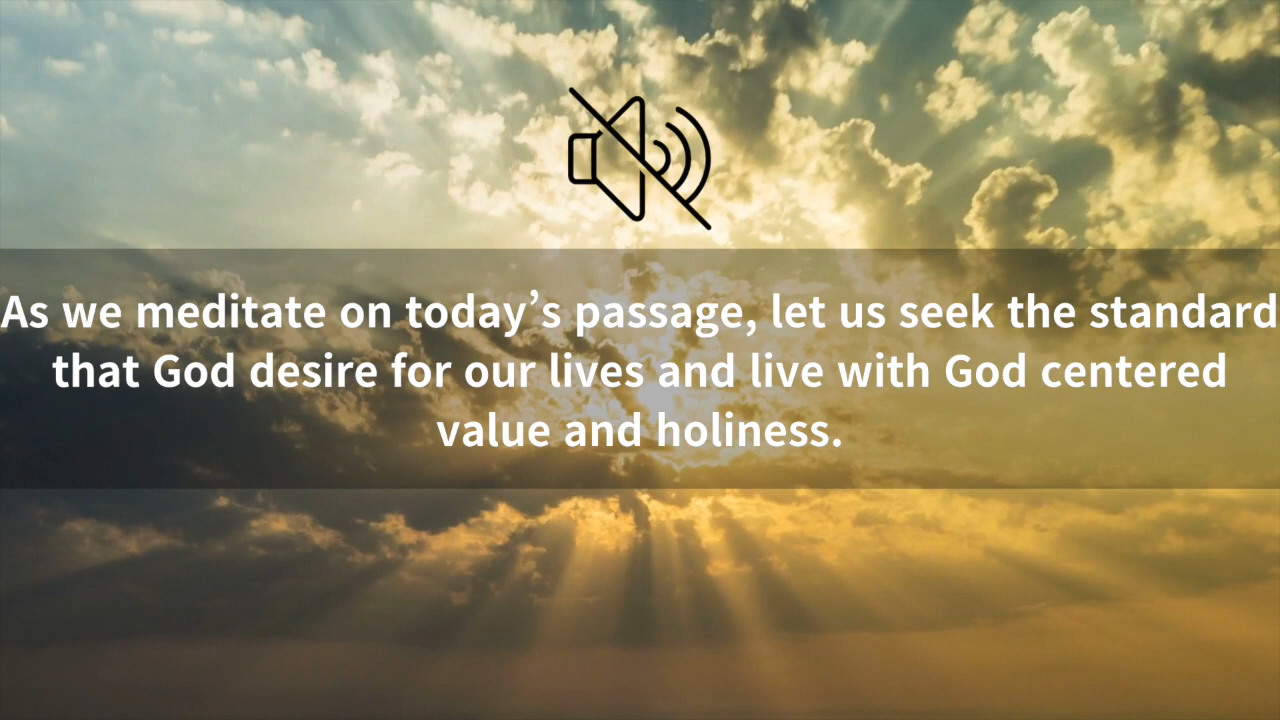 As we meditate on today’s passage, let us seek the standard
that God desire for our lives and live with God centered
value and holiness.